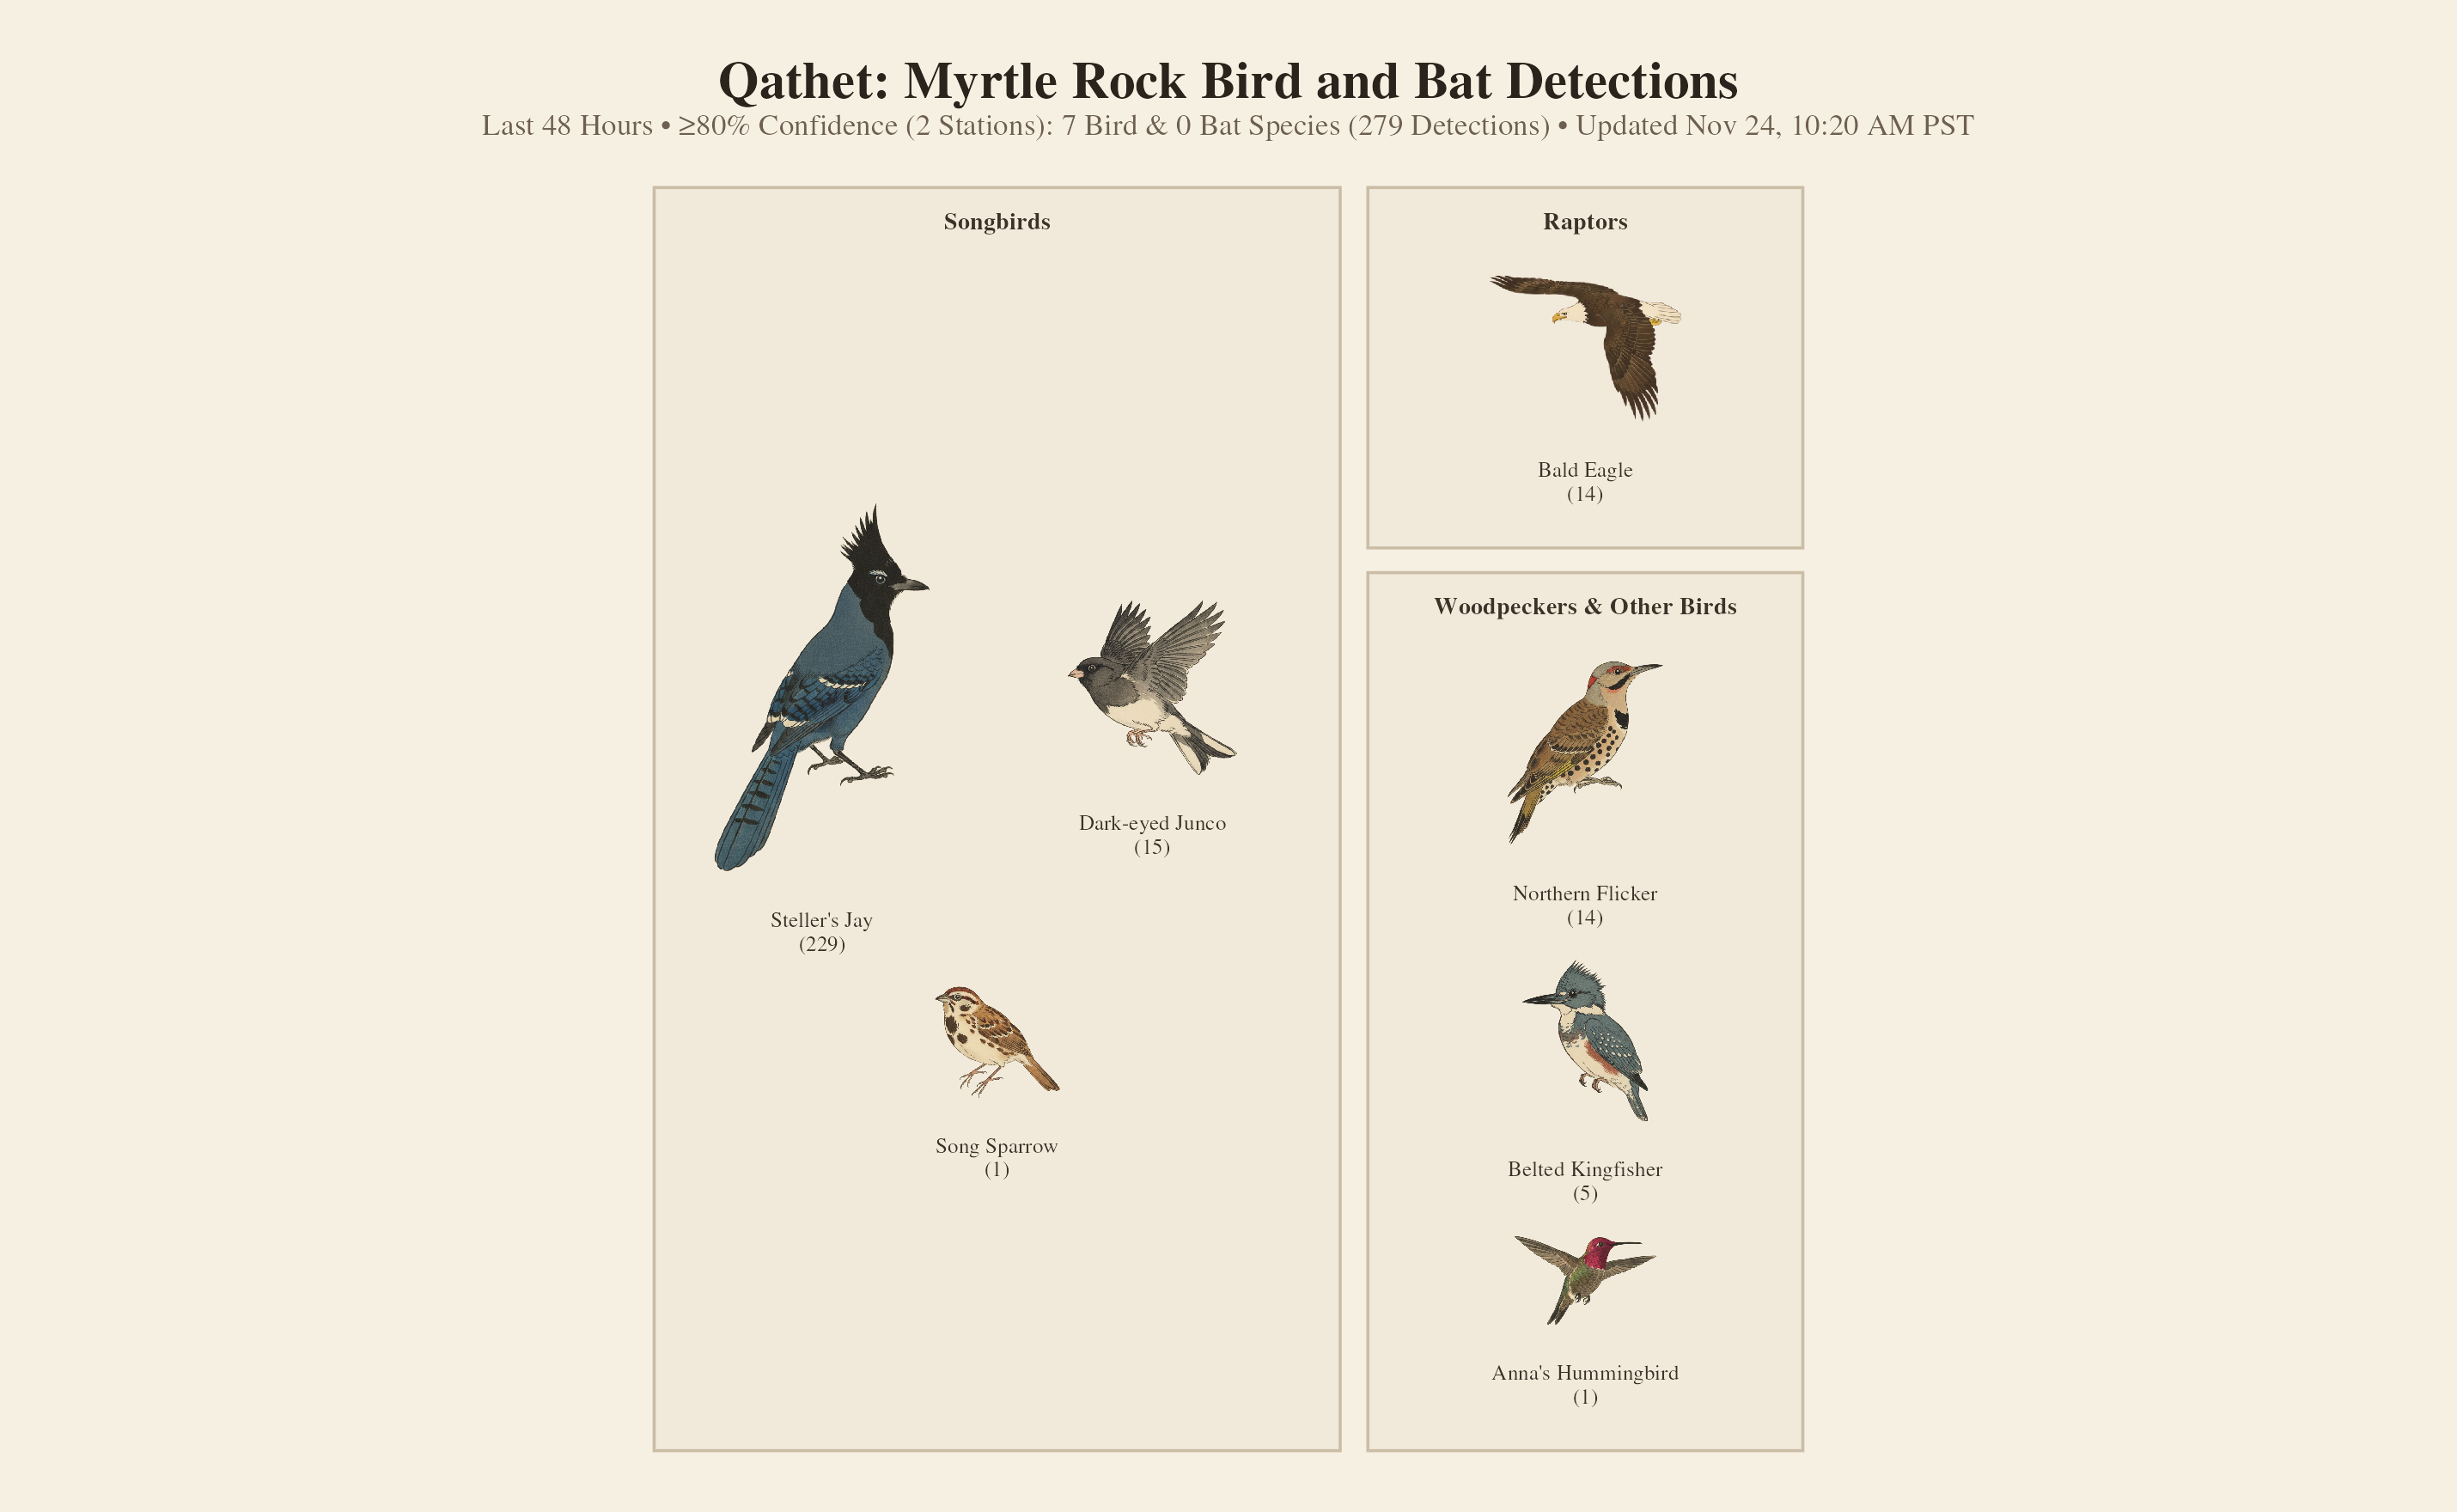 Qathet: Myrtle Rock Bird and Bat Detections
Last 48 Hours • ≥80% Confidence (2 Stations): 7 Bird & 0 Bat Species (279 Detections) • Updated Nov 24, 10:20 AM PST
Songbirds
Steller's Jay
(229)
Dark-eyed Junco
(15)
Song Sparrow
(1)
Raptors
Bald Eagle
(14)
Woodpeckers & Other Birds
Northern Flicker
(14)
Belted Kingfisher
(5)
Anna's Hummingbird
(1)